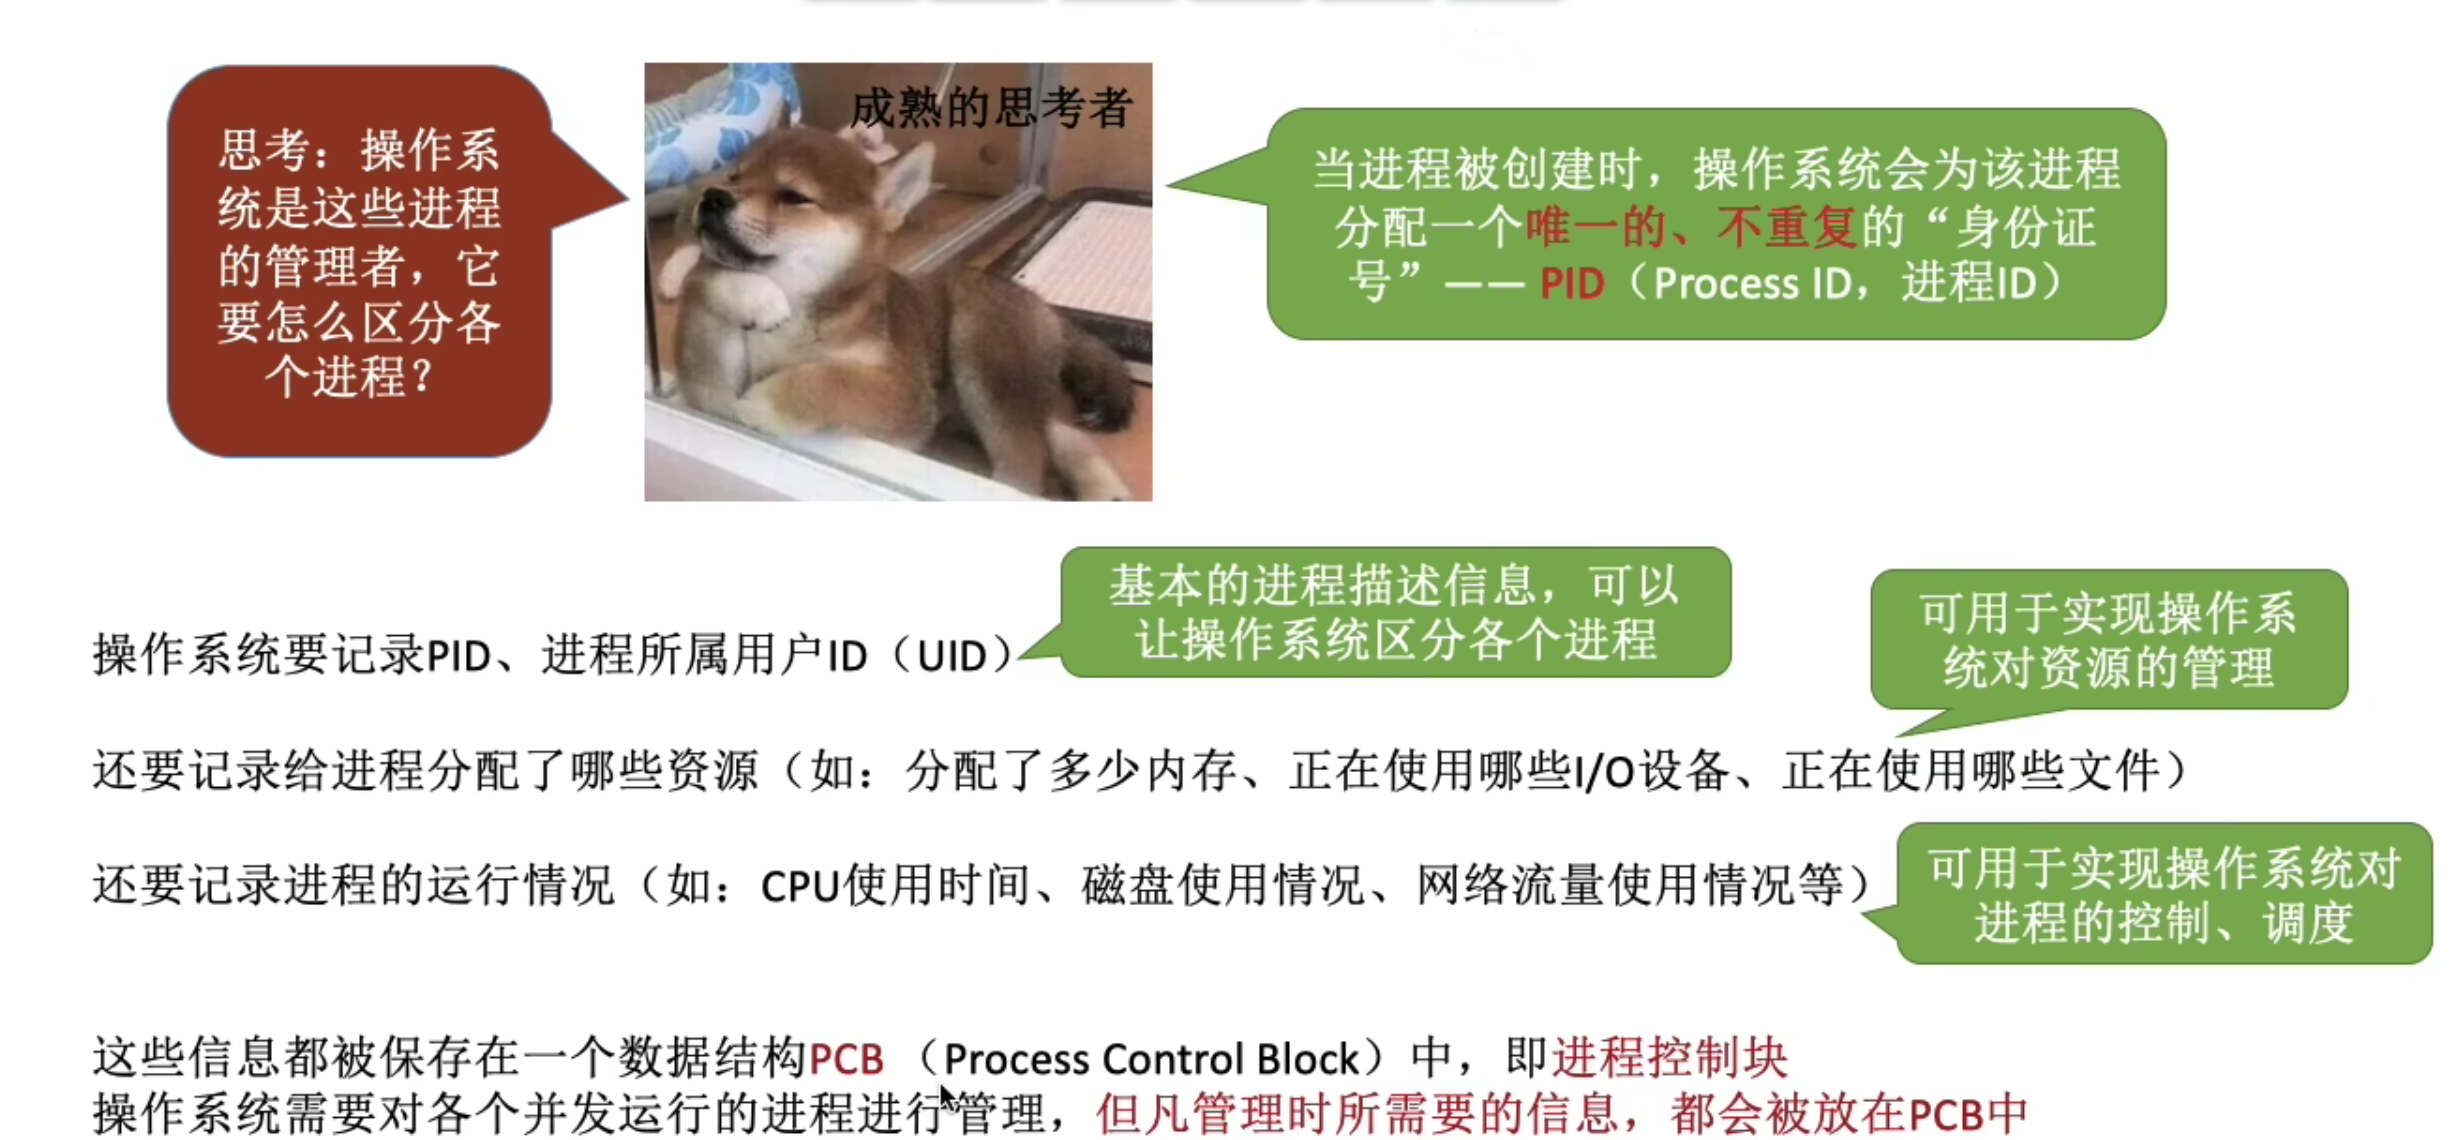 思考：操作系
统是这些进程
的管理者，它
要怎么区分各
个进程？
成熟的思考者
当进程被创建时，操作系统会为该进程
分配一个唯一的、不重复的“身份证
号”—— PID（Process ID，进程ID）
基本的进程描述信息，可以
让操作系统区分各个进程
操作系统要记录PID、进程所属用户ID（UID）
可用于实现操作系
统对资源的管理
还要记录给进程分配了哪些资源（如：分配了多少内存、正在使用哪些I/O设备、正在使用哪些文件）
还要记录进程的运行情况（如：CPU使用时间、磁盘使用情况、网络流量使用情况等）
可用于实现操作系统对
进程的控制、调度
这些信息都被保存在一个数据结构PCB （Process Control Block）中，即进程控制块
操作系统需要对各个并发运行的进程进行管理，但凡管理时所需要的信息，都会被放在PCB中